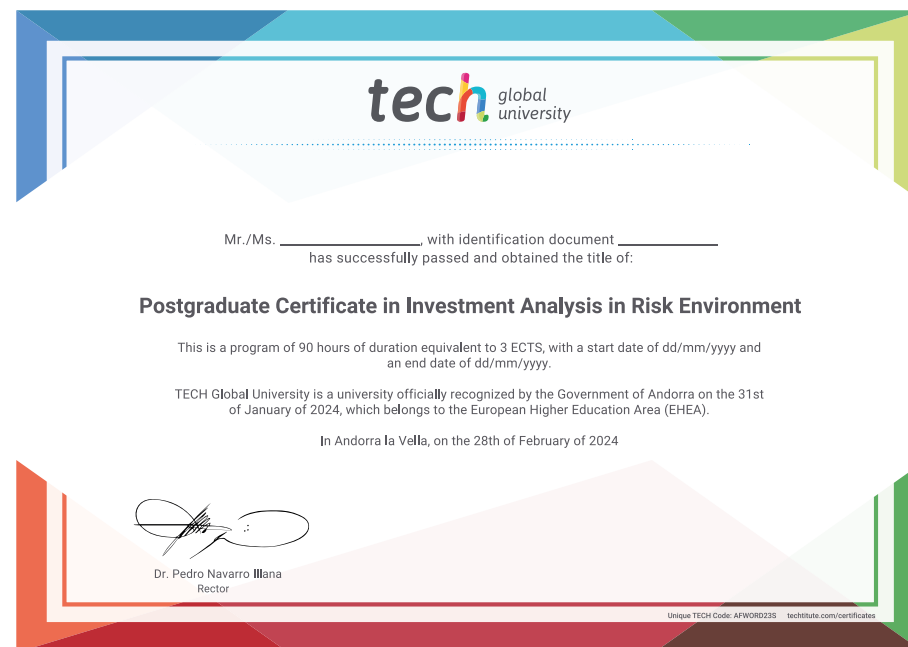 tech global
university
Mr./Ms. ____________________, with identification document ______________
has successfully passed and obtained the title of:
Postgraduate Certificate in Investment Analysis in Risk Environment
This is a program of 90 hours of duration equivalent to 3 ECTS, with a start date of dd/mm/yyyy and
an end date of dd/mm/yyyy.
TECH Global University is a university officially recognized by the Government of Andorra on the 31st
of January of 2024, which belongs to the European Higher Education Area (EHEA).
In Andorra la Vella, on the 28th of February of 2024
Dr. Pedro Navarro Illana
Rector
Unique TECH Code: AFWORD23S techtitute.com/certificates